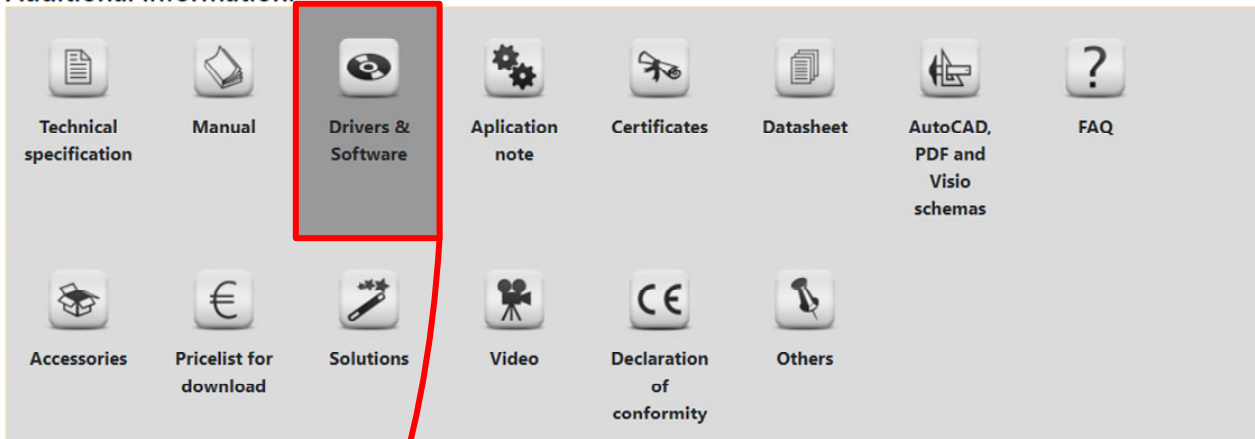 Technical
specification
Manual
Drivers &
Software
Aplication
note
Certificates
Datasheet
AutoCAD,
PDF and
Visio
schemas
?
FAQ
Accessories
€
Pricelist for
download
Solutions
Video
CE
Declaration
of
conformity
Others